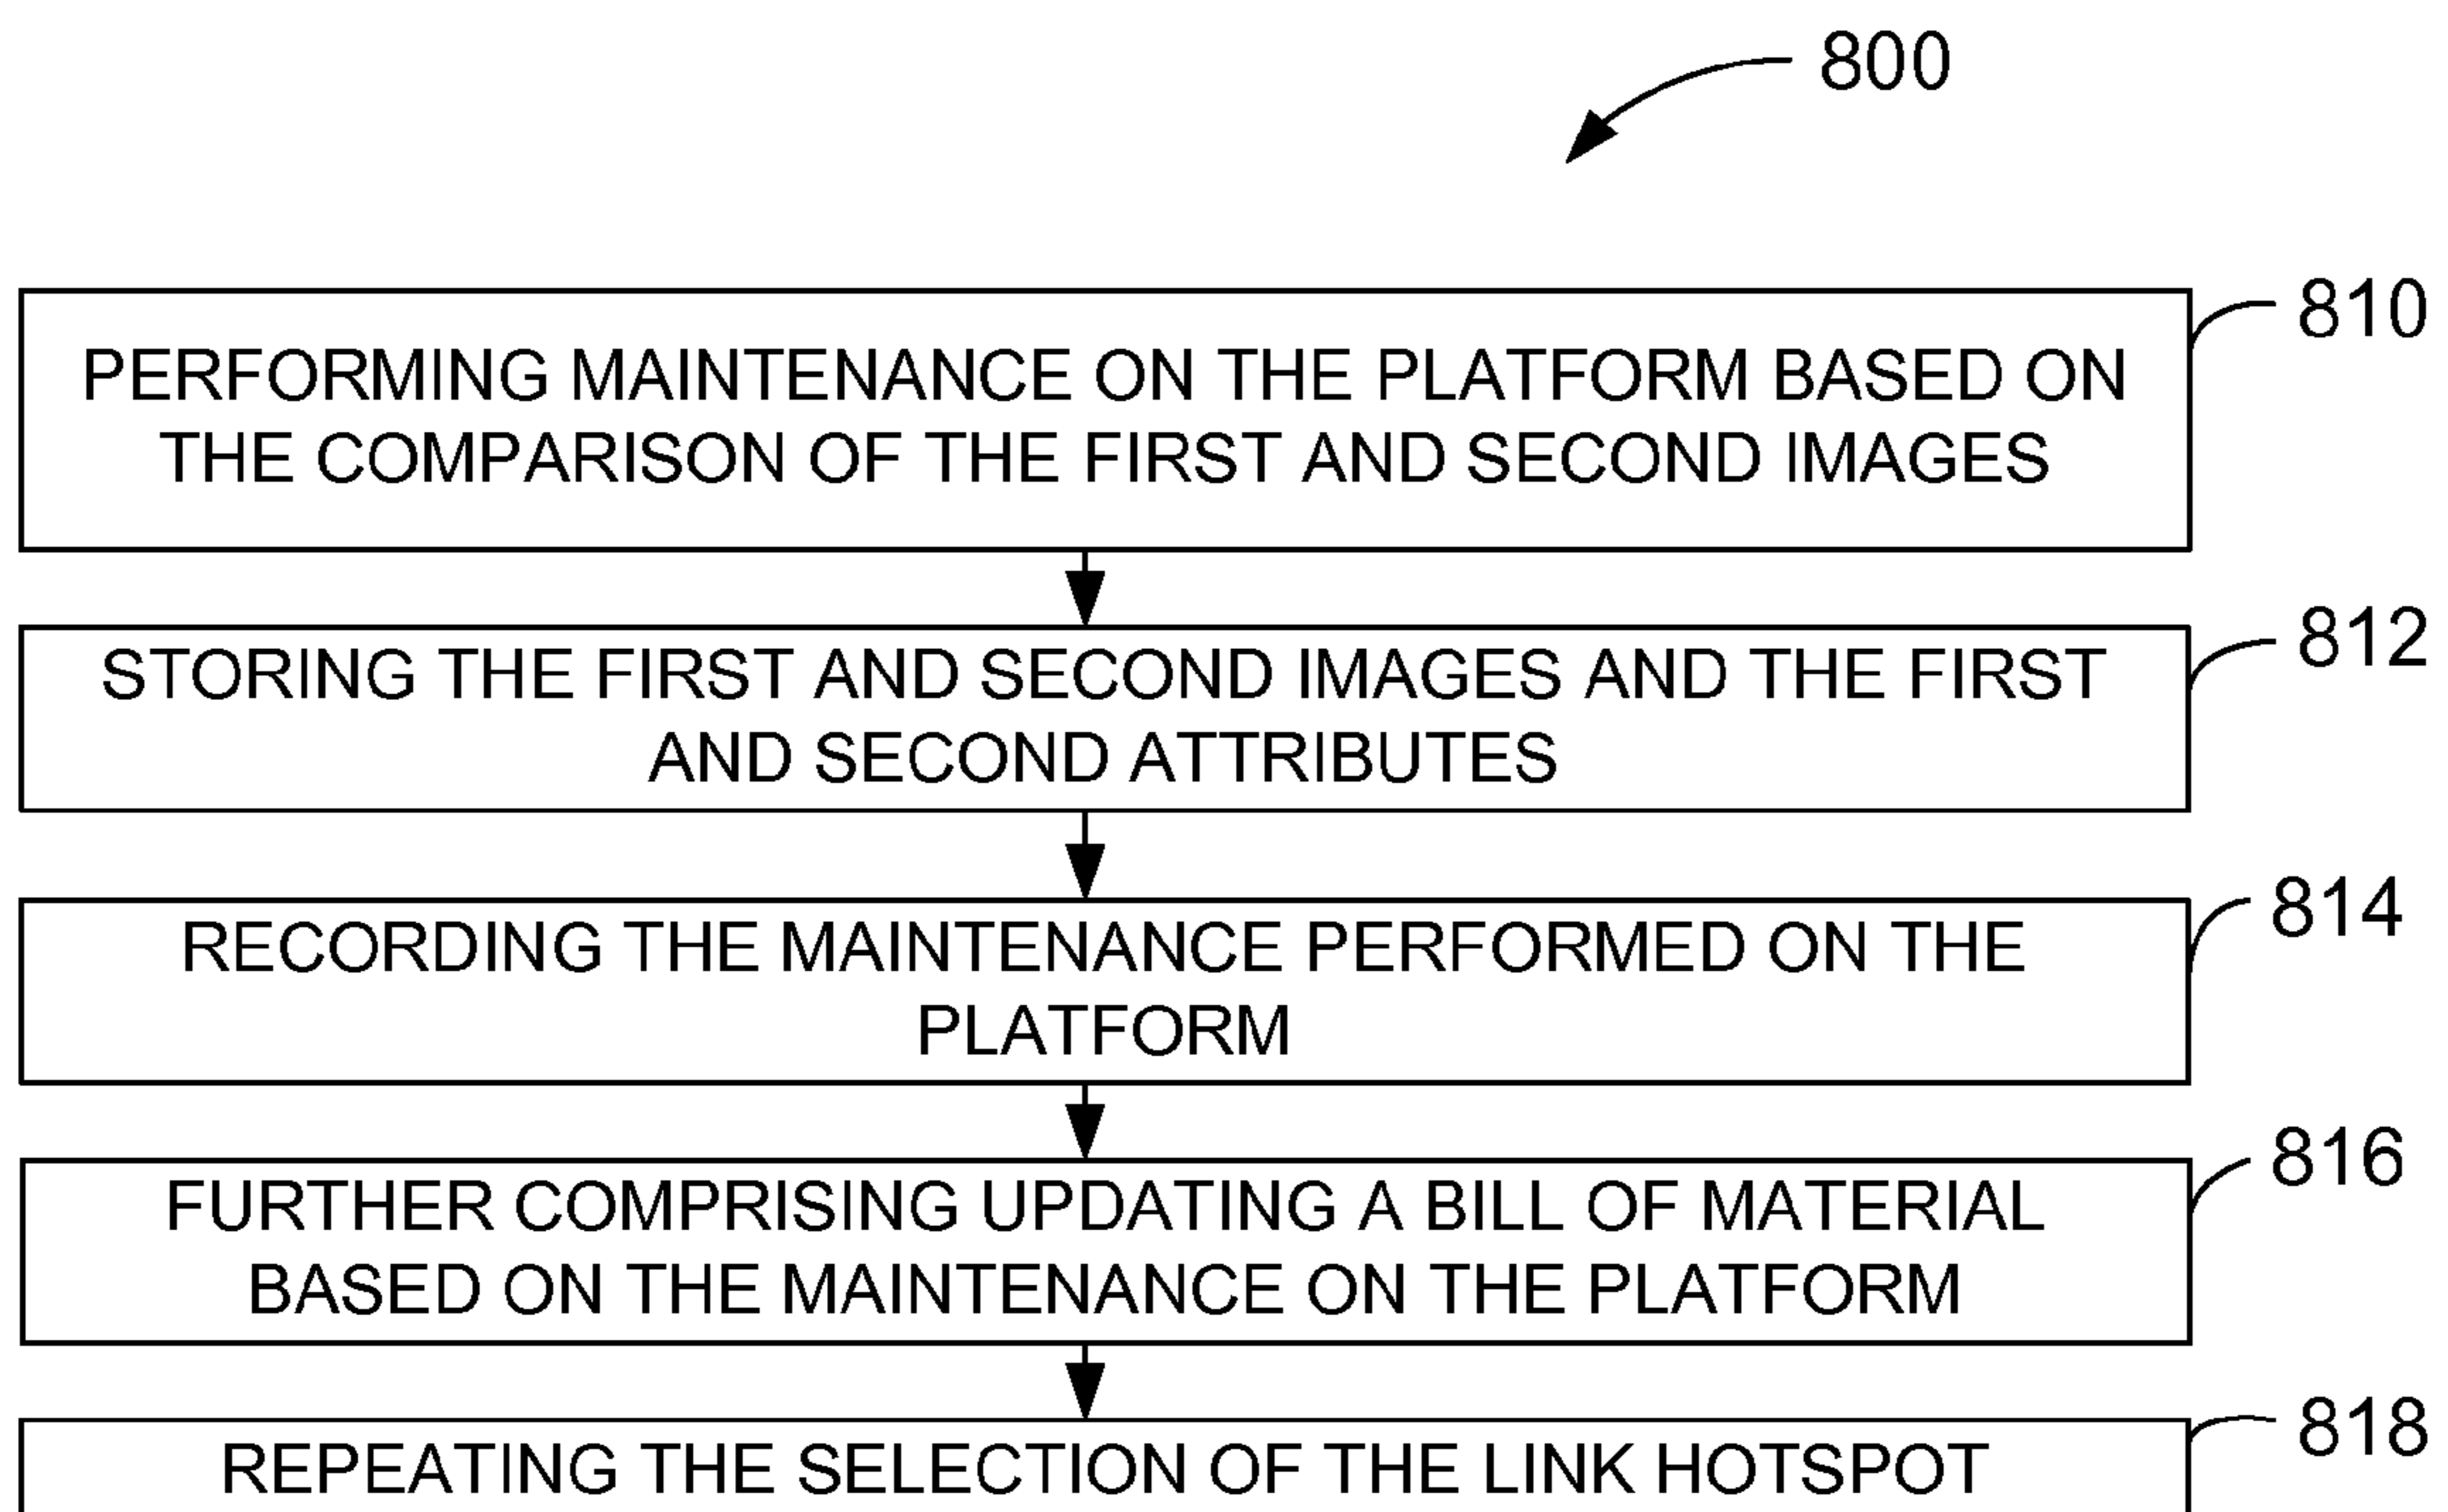 800
810
PERFORMING MAINTENANCE ON THE PLATFORM BASED ON
THE COMPARISON OF THE FIRST AND SECOND IMAGES
812
STORING THE FIRST AND SECOND IMAGES AND THE FIRST
AND SECOND ATTRIBUTES
814
RECORDING THE MAINTENANCE PERFORMED ON THE
PLATFORM
816
FURTHER COMPRISING UPDATING A BILL OF MATERIAL
BASED ON THE MAINTENANCE ON THE PLATFORM
818
REPEATING THE SELECTION OF THE LINK HOTSPOT